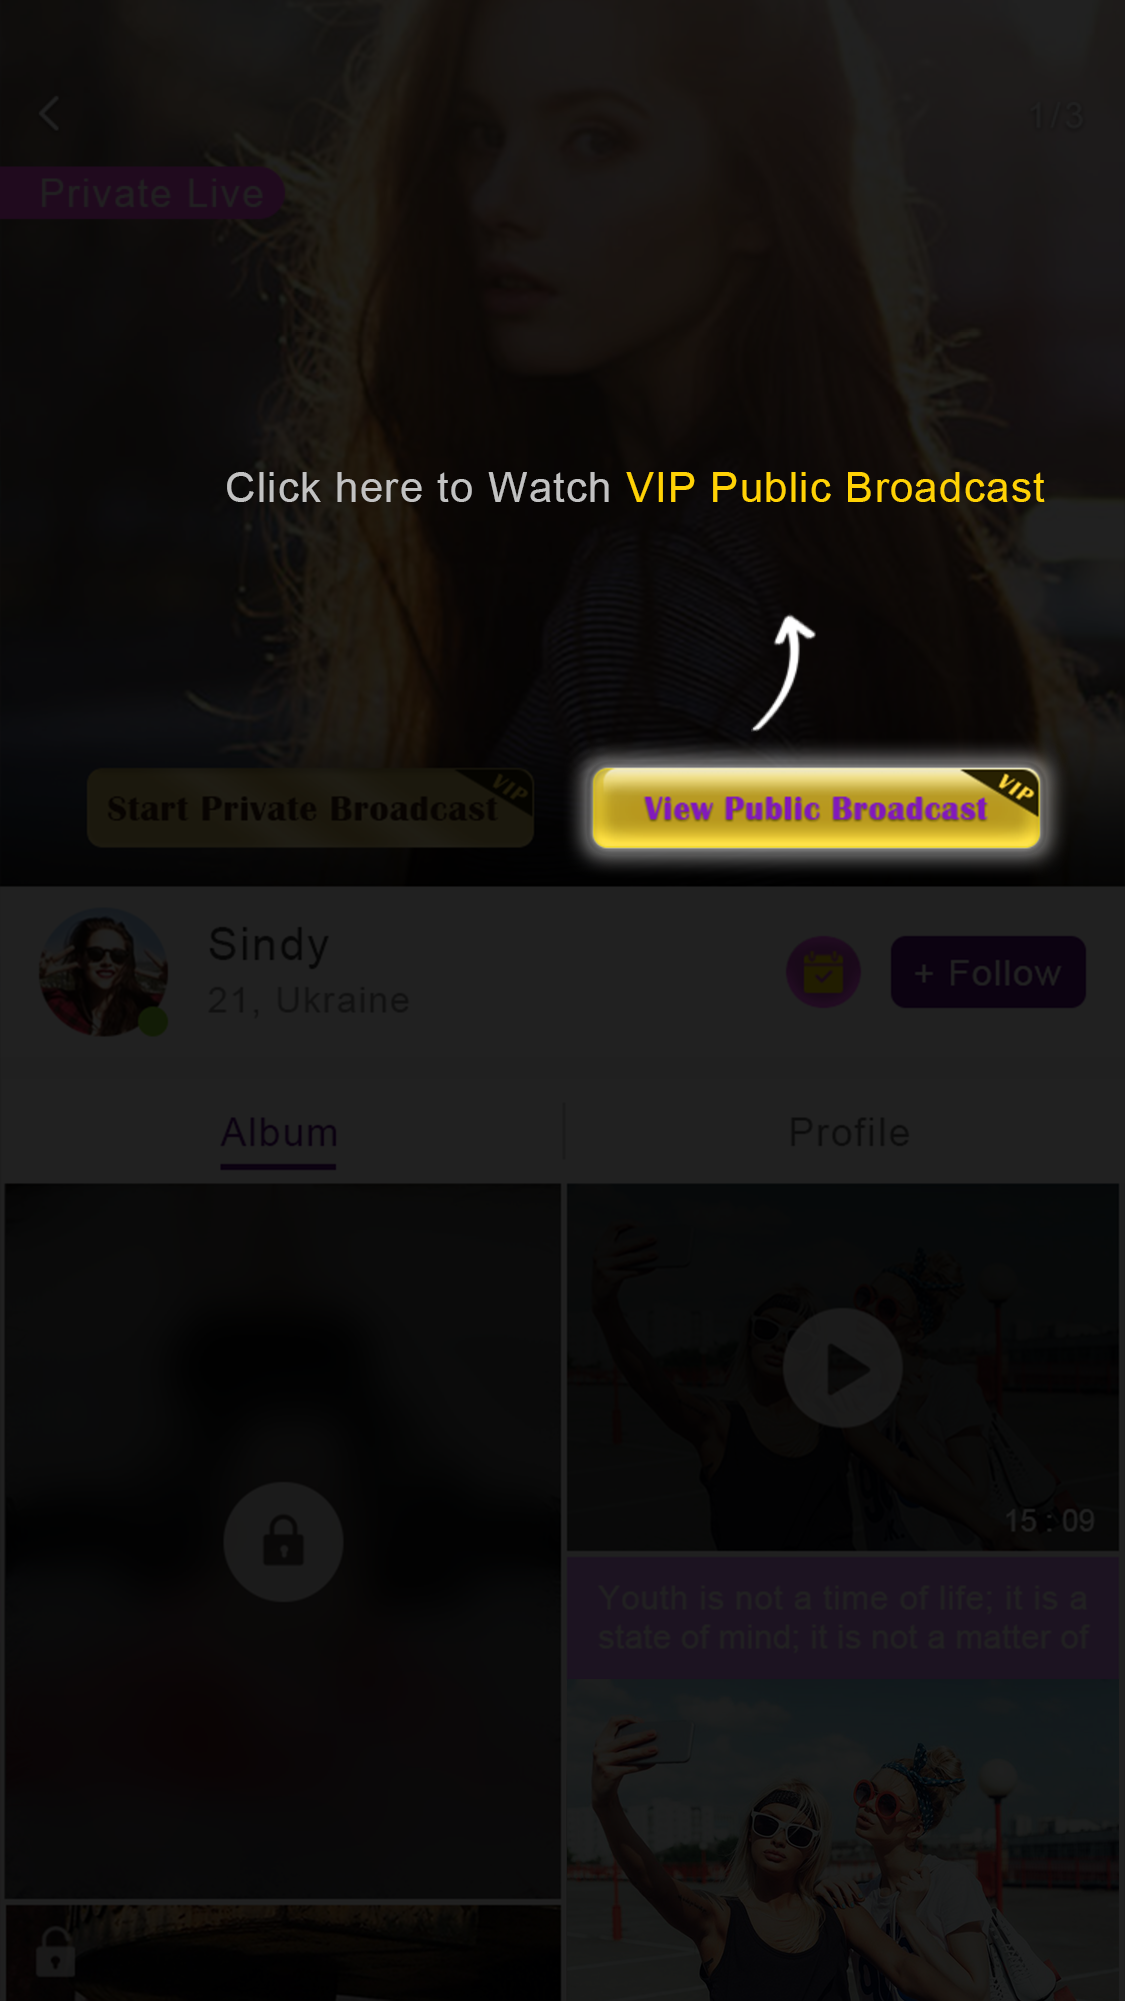 1/3
Private Live
Click here to Watch VIP Public Broadcast
Start Private Broadcast VIP
View Public Broadcast VIP
Sindy
21, Ukraine
+ Follow
Album
Profile
15 : 09
Youth is not a time of life; it is a
state of mind; it is not a matter of